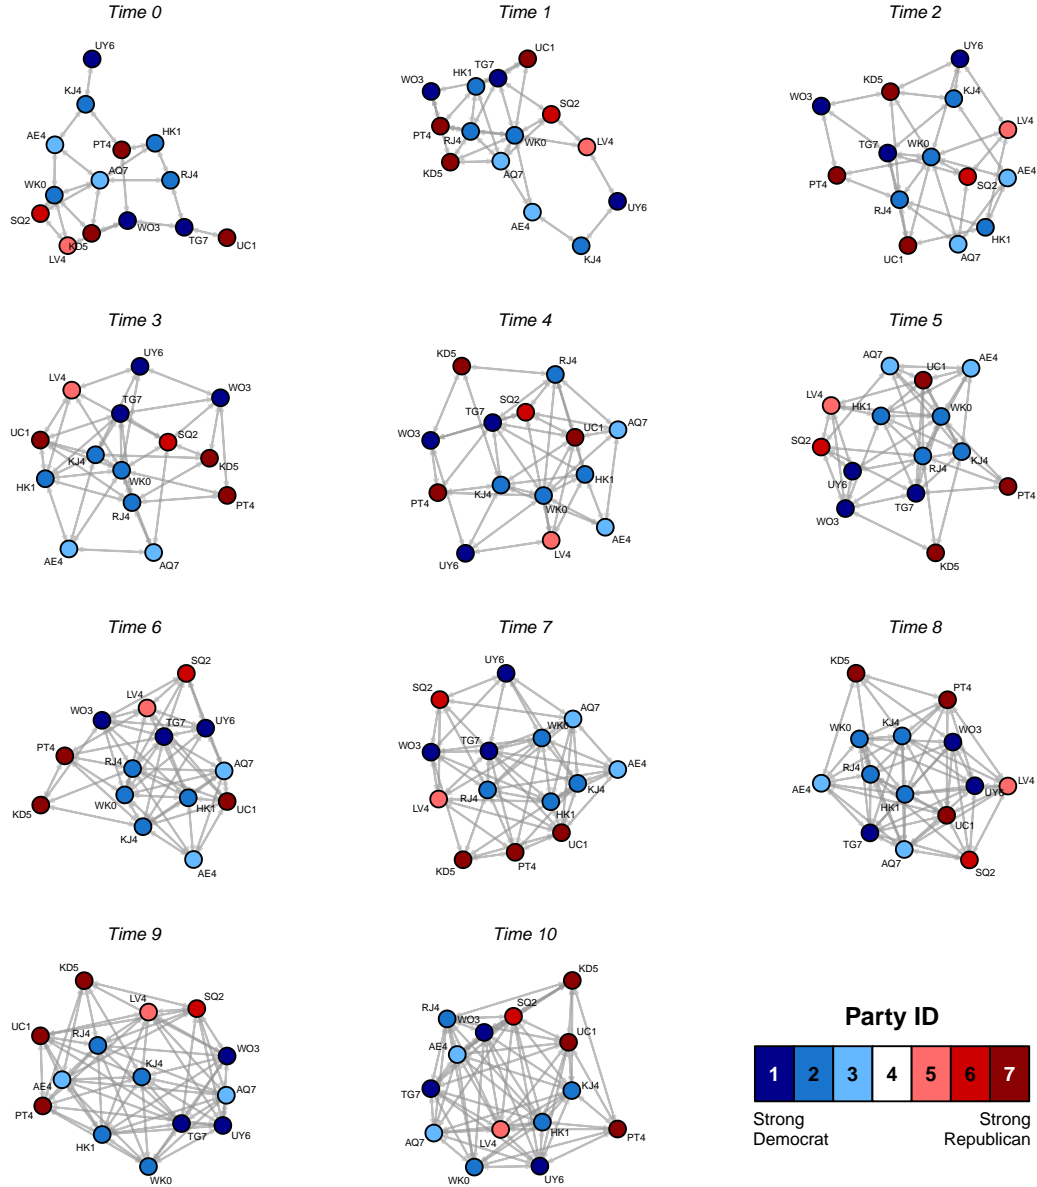 Time 0
Time 1
Time 2
UY6
KJ4
AE4
PT4
HK1
AQ7
RJ4
WK0
SQ2
KD5
WO3
TG7
UC1
LV4
UC1
TG7
HK1
WO3
SQ2
PT4
RJ4
WK0
LV4
KD5
AQ7
UY6
AE4
KJ4
UY6
KD5
KJ4
WO3
LV4
TG7
WK0
PT4
SQ2
AE4
RJ4
HK1
UC1
AQ7
Time 3
Time 4
Time 5
UY6
LV4
WO3
TG7
UC1
SQ2
KJ4
KD5
HK1
WK0
PT4
RJ4
AE4
AQ7
KD5
RJ4
SQ2
TG7
AQ7
WO3
UC1
HK1
KJ4
PT4
WK0
AE4
UY6
LV4
AQ7
UC1
AE4
LV4
HK1
WK0
SQ2
KJ4
RJ4
UY6
PT4
TG7
WO3
KD5
Time 6
Time 7
Time 8
SQ2
LV4
WO3
TG7
UY6
PT4
RJ4
AQ7
WK0
HK1
UC1
KD5
KJ4
AE4
UY6
SQ2
AQ7
WK0
WO3
TG7
AE4
KJ4
RJ4
LV4
HK1
UC1
PT4
KD5
KD5
PT4
WK0
KJ4
WO3
RJ4
AE4
UY6
LV4
HK1
UC1
TG7
AQ7
SQ2
Time 9
Time 10
KD5
LV4
SQ2
UC1
RJ4
WO3
KJ4
AE4
AQ7
PT4
TG7
UY6
HK1
WK0
KD5
SQ2
RJ4
WO3
UC1
AE4
KJ4
TG7
HK1
PT4
AQ7
LV4
WK0
UY6
Party ID
1 2 3 4 5 6 7
Strong Strong
Democrat Republican